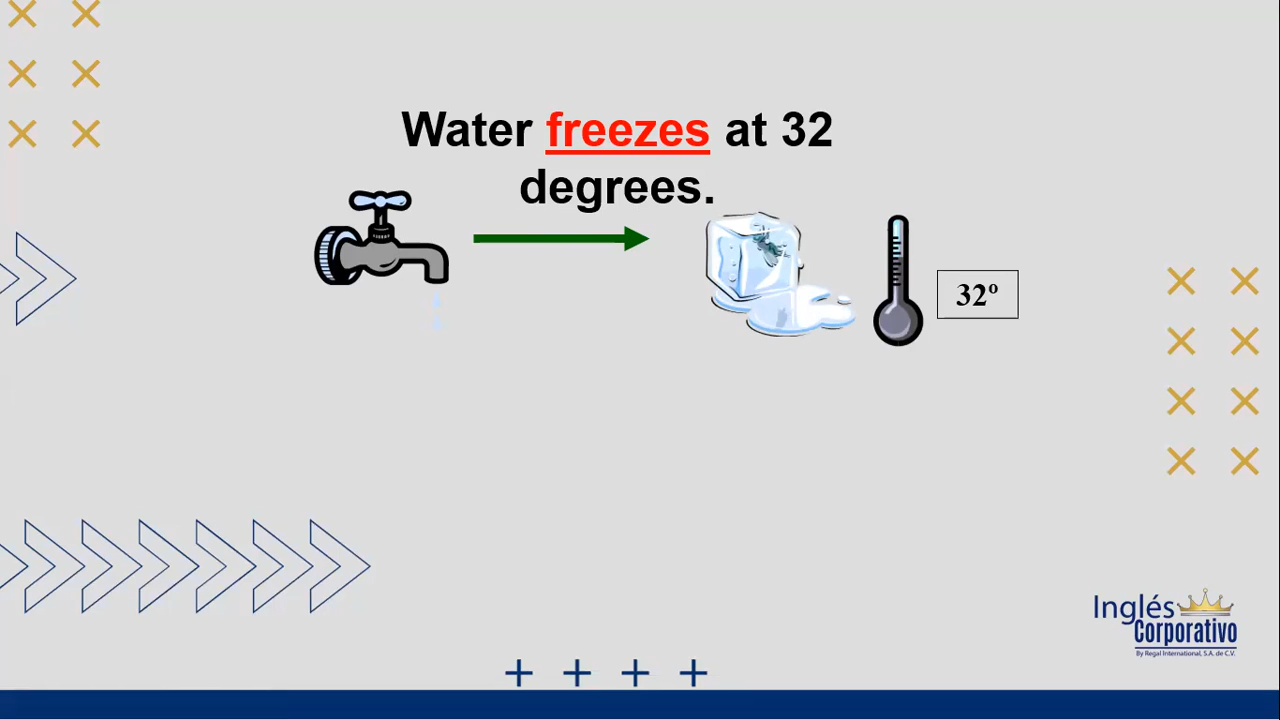 Water freezes at 32
degrees.
32º
Inglés
Corporativo
By Regal International, S.A. de C.V.